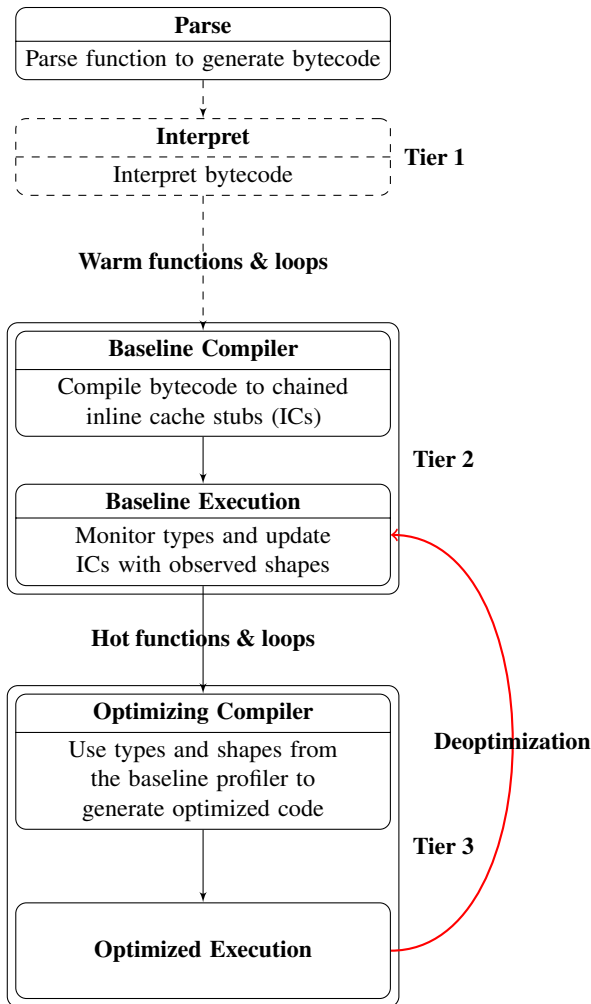 Parse
Parse function to generate bytecode
Interpret
Interpret bytecode
Tier 1
Warm functions & loops
Baseline Compiler
Compile bytecode to chained
inline cache stubs (ICs)
Tier 2
Baseline Execution
Monitor types and update
ICs with observed shapes
Hot functions & loops
Optimizing Compiler
Use types and shapes from
the baseline profiler to
generate optimized code
Deoptimization
Tier 3
Optimized Execution